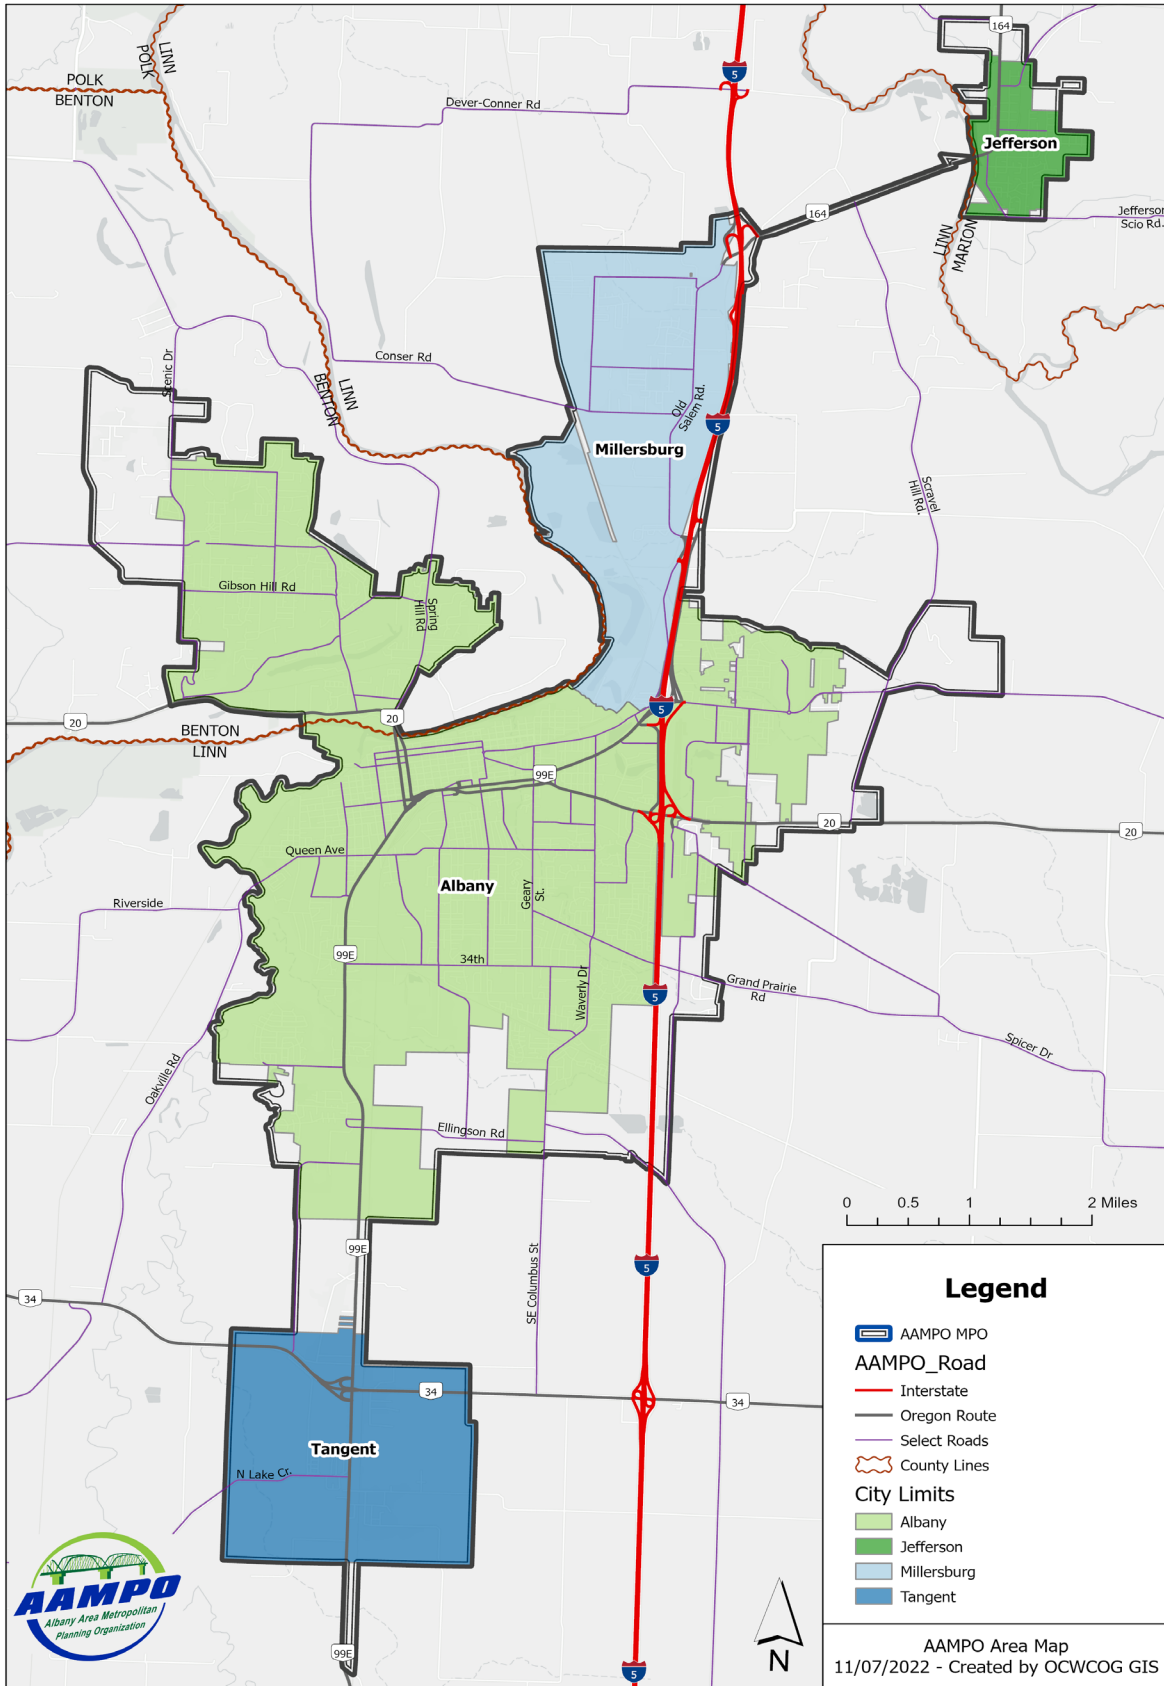 164
5
LINN
POLK
POLK
BENTON
Dever-Conner Rd
Jefferson
164
Jefferson
Scio Rd.
LINN
MARION
Scenic Dr
Conser Rd
LINN
BENTON
Old
Salem Rd.
5
Millersburg
Scravel
Hill Rd.
Gibson Hill Rd
Spring
Hill Rd
20
20
5
BENTON
LINN
99E
20
20
Queen Ave
Albany
Geary
St.
Riverside
99E
34th
Waverly Dr
5
Grand Prairie
Rd
Spicer Dr
Oakville Rd
Ellingson Rd
0 0.5 1 2 Miles
99E
SE Columbus St
5
34
34
34
Tangent
N Lake Cr.
99E
5
AAMPO
Albany Area Metropolitan
Planning Organization
N
Legend
AAMPO MPO
AAMPO_Road
Interstate
Oregon Route
Select Roads
County Lines
City Limits
Albany
Jefferson
Millersburg
Tangent
AAMPO Area Map
11/07/2022 - Created by OCWCOG GIS